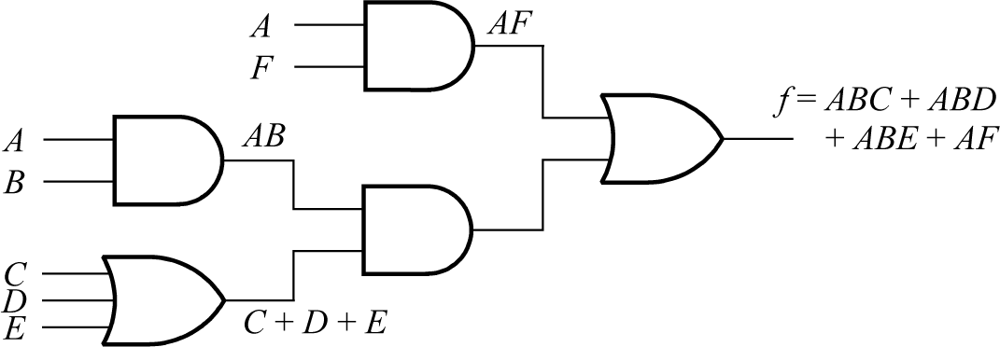 A
AF
F
f = ABC + ABD
+ ABE + AF
A
AB
B
C
D
E
C + D + E